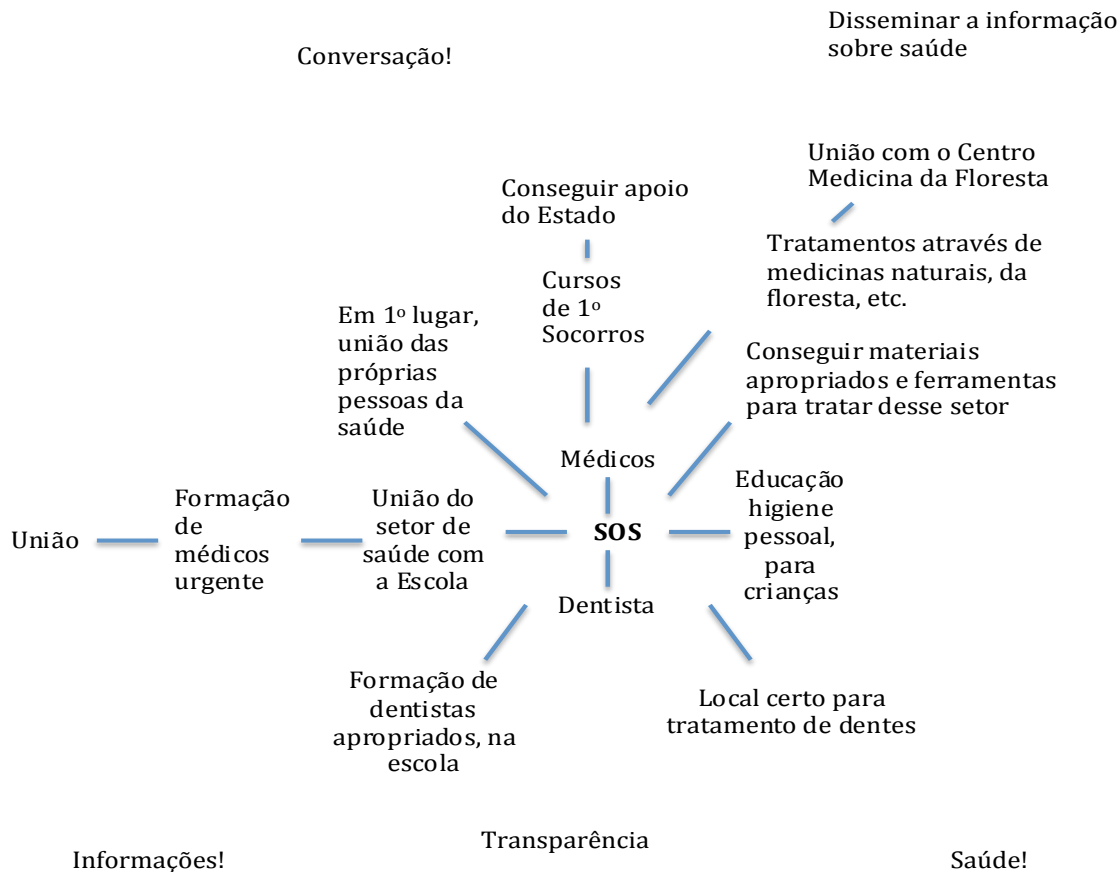 Conversação!
Disseminar a informação
sobre saúde
União com o Centro
Medicina da Floresta
Conseguir apoio
do Estado
Tratamentos através de
medicinas naturais, da
floresta, etc.
Cursos
de 1º
Socorros
Em 1º lugar,
união das
próprias
pessoas da
saúde
Conseguir materiais
apropriados e ferramentas
para tratar desse setor
Médicos
União
Formação
de
médicos
urgente
União do
setor de
saúde com
a Escola
SOS
Educação
higiene
pessoal,
para
crianças
Dentista
Formação de
dentistas
apropriados, na
escola
Local certo para
tratamento de dentes
Informações!
Transparência
Saúde!